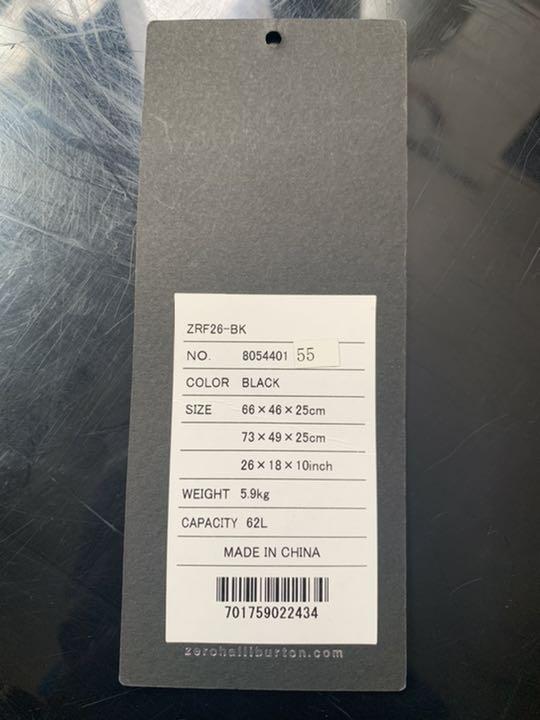 ZRF26-BK
NO. 8054401 55
COLOR BLACK
SIZE 66×46×25cm
73×49×25cm
26×18×10inch
WEIGHT 5.9kg
CAPACITY 62L
MADE IN CHINA
701759022434
zerohalliburton.com